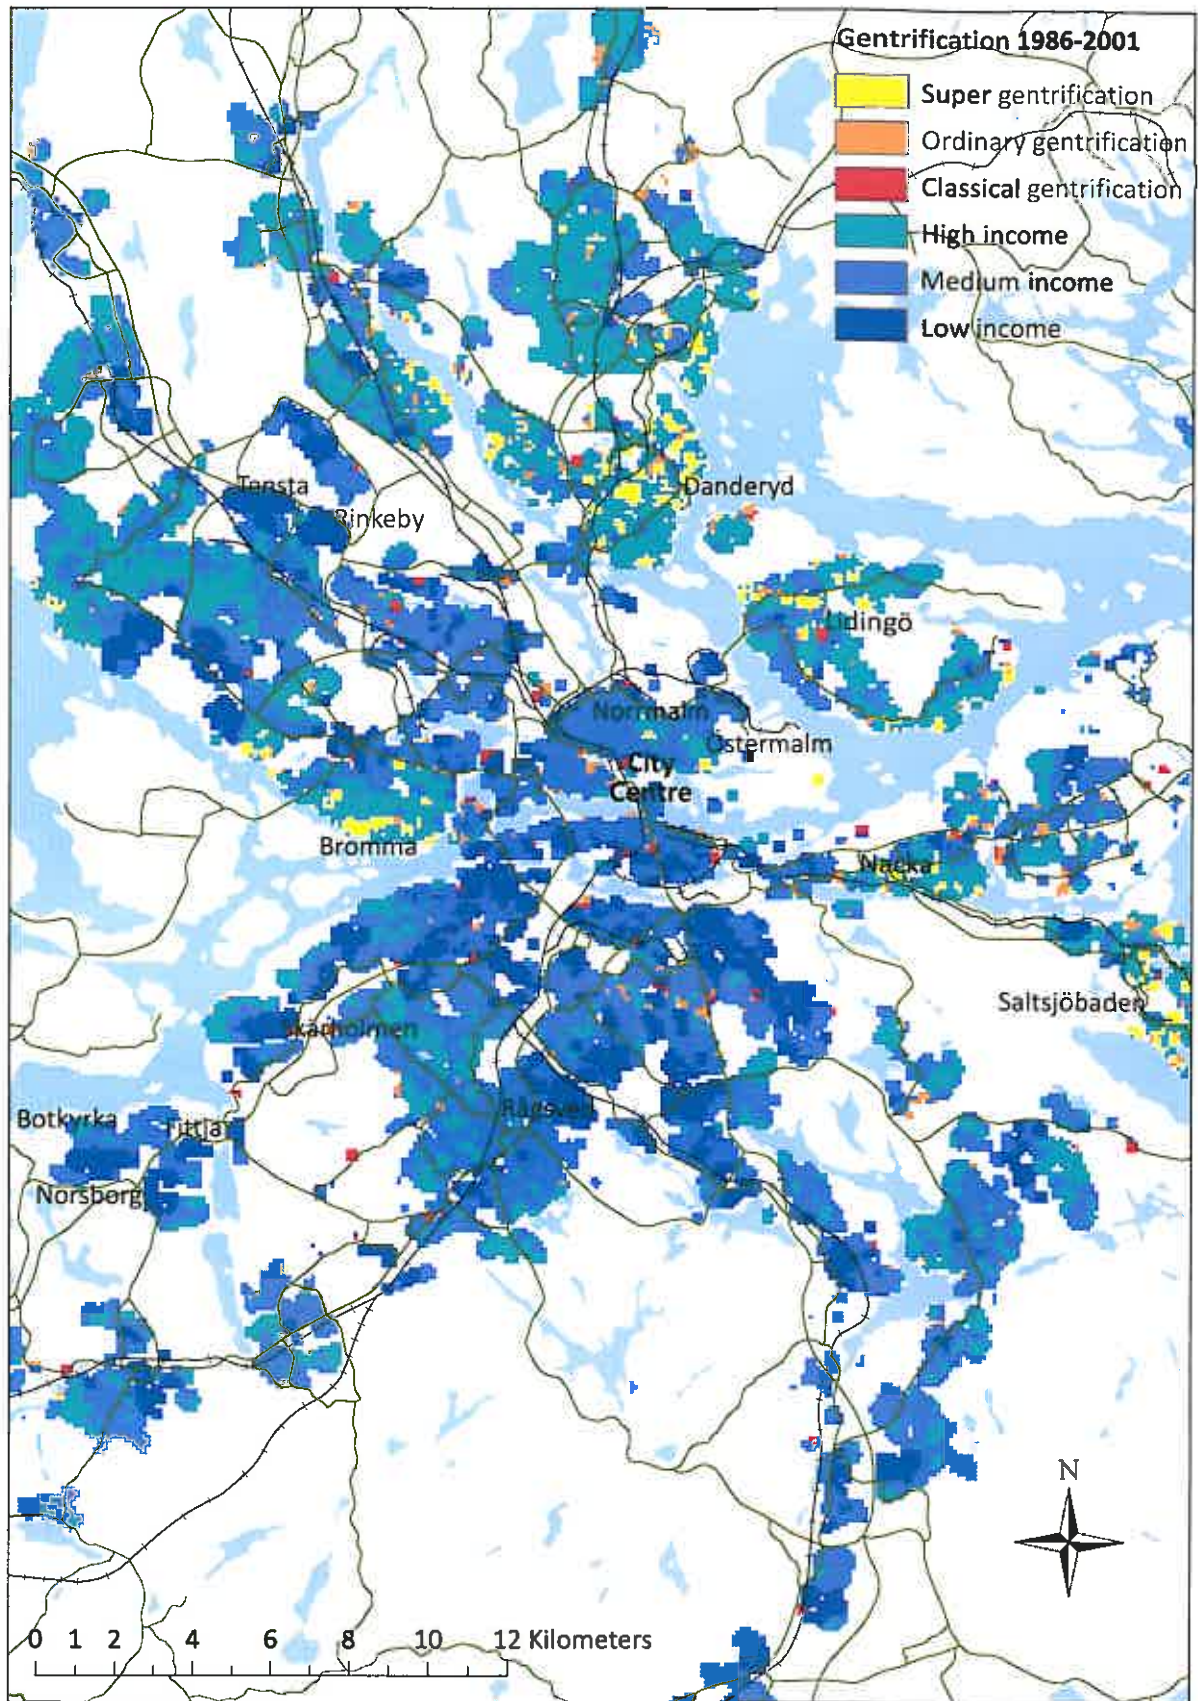 Gentrification 1986-2001
Super gentrification
Ordinary gentrification
Classical gentrification
High income
Medium income
Low income
Tensta
Rinkeby
Danderyd
Lidingö
Norrmalm
Östermalm
City
Centre
Bromma
Nacka
Saltsjöbaden
Skärholmen
Rågsved
Botkyrka
Fittja
Norsborg
N
0 1 2 4 6 8 10 12 Kilometers